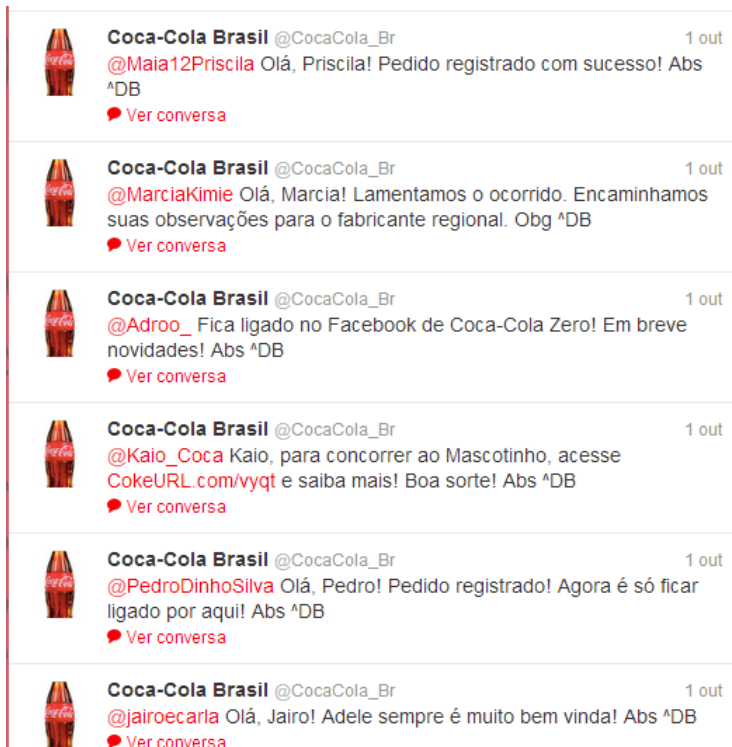 Coca-Cola Brasil @CocaCola_Br 1 out
@Maia12Priscila Olá, Priscila! Pedido registrado com sucesso! Abs
^DB
Ver conversa
Coca-Cola Brasil @CocaCola_Br 1 out
@MarciaKimie Olá, Marcia! Lamentamos o ocorrido. Encaminhamos
suas observações para o fabricante regional. Obg ^DB
Ver conversa
Coca-Cola Brasil @CocaCola_Br 1 out
@Adroo_ Fica ligado no Facebook de Coca-Cola Zero! Em breve
novidades! Abs ^DB
Ver conversa
Coca-Cola Brasil @CocaCola_Br 1 out
@Kaio_Coca Kaio, para concorrer ao Mascotinho, acesse
CokeURL.com/vyqt e saiba mais! Boa sorte! Abs ^DB
Ver conversa
Coca-Cola Brasil @CocaCola_Br 1 out
@PedroDinhoSilva Olá, Pedro! Pedido registrado! Agora é só ficar
ligado por aqui! Abs ^DB
Ver conversa
Coca-Cola Brasil @CocaCola_Br 1 out
@jairoecarla Olá, Jairo! Adele sempre é muito bem vinda! Abs ^DB
Ver conversa